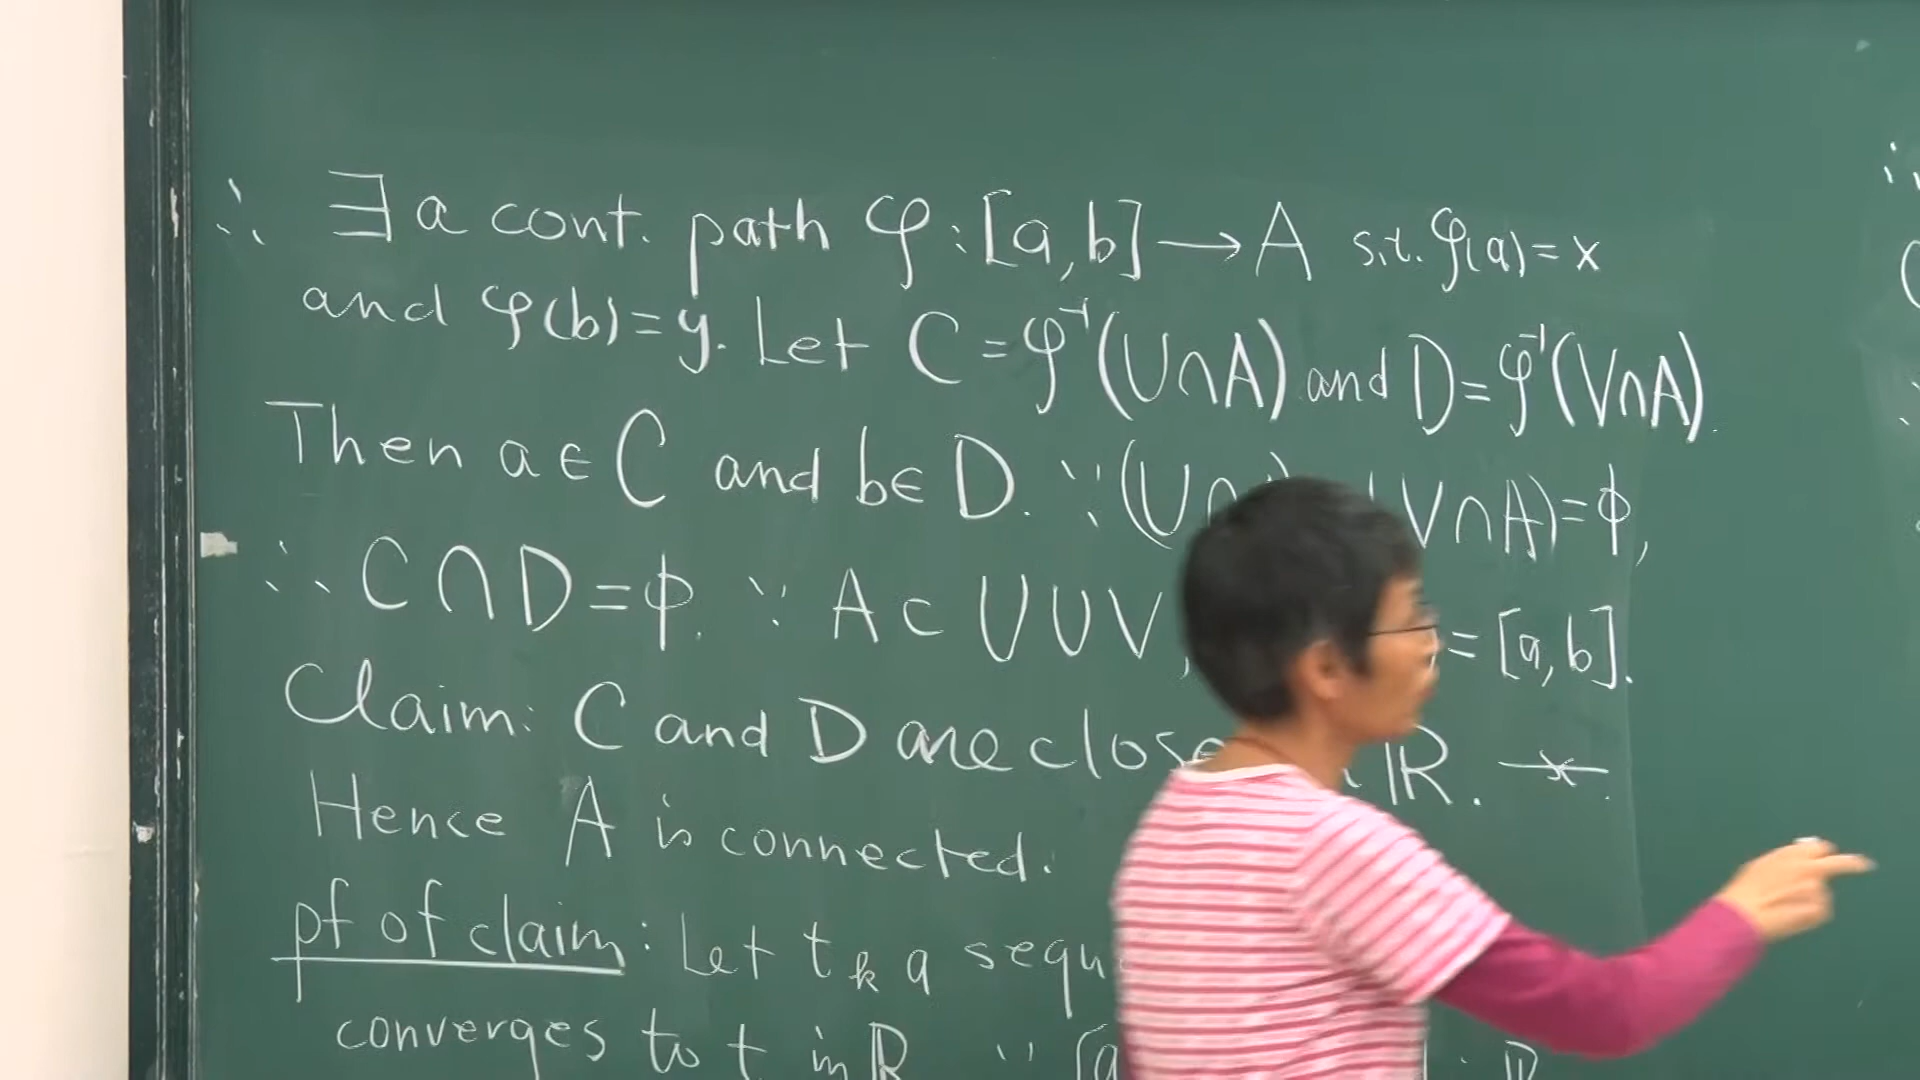 ∴ ∃ a cont. path φ:[a,b]→A s.t. φ(a)=x
and φ(b)=y. Let C=φ⁻¹(U∩A) and D=φ⁻¹(V∩A).
Then a∈C and b∈D. ∵(U∩ V∩A)=ϕ,
∴ C∩D=ϕ. ∵ A⊂U∪V, =[a,b].
Claim: C and D are close ℝ. ※
Hence A is connected.
pf of claim: Let t_k a sequ
converges to t in ℝ. ∵ [a ℝ